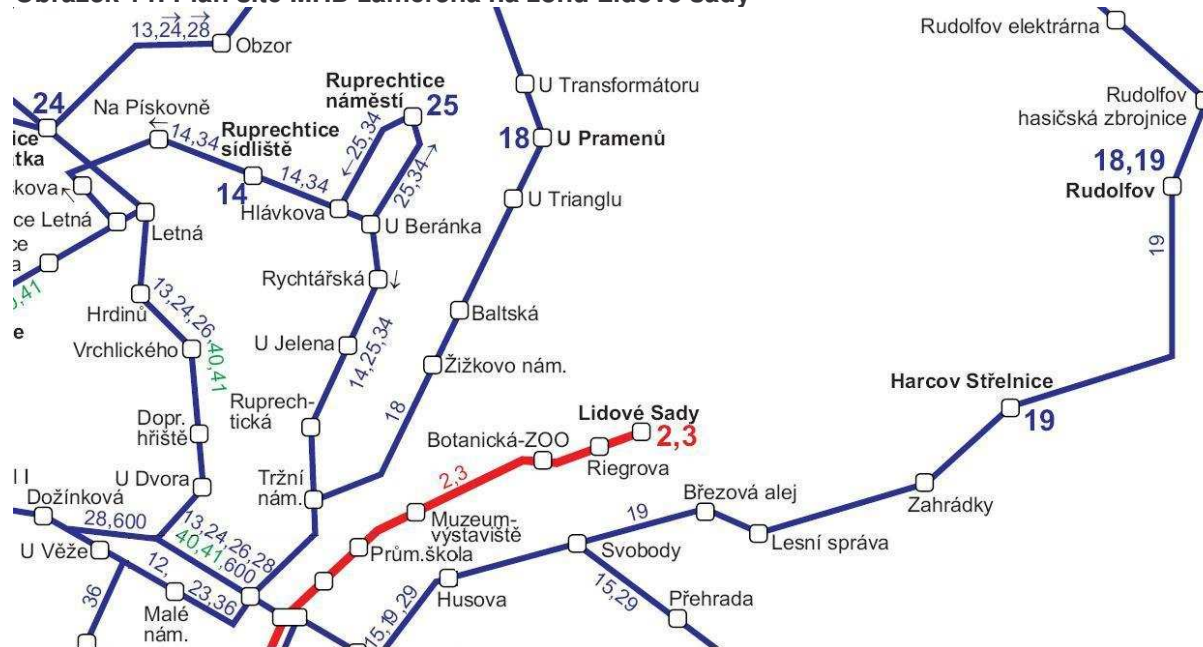 13,24,28
Obzor
24
Na Pískovně
14,34
Ruprechtice
sídliště
14
14,34
Hlávkova
Ruprechtice
náměstí
25
25,34
25,34
U Beránka
Letná
Hrdinů
13,24,26,
40,41
Vrchlického
Rychtářská
U Jelena
14,25,34
Ruprech-
tická
Dopr.
hřiště
U Dvora
Tržní
nám.
18
U Transformátoru
18
U Pramenů
U Trianglu
Baltská
Žižkovo nám.
Rudolfov elektrárna
Rudolfov
hasičská zbrojnice
18,19
Rudolfov
19
Harcov Střelnice
19
Lidové Sady
2,3
Botanická-ZOO
Riegrova
2,3
Muzeum-
výstaviště
Prům.škola
Březová alej
Zahrádky
Lesní správa
19
Svobody
15,29
Přehrada
Husova
15,19,29
Dožínková
28,600
13,24,26,28
40,41,600
U Věže
12,
23,36
36
Malé
nám.